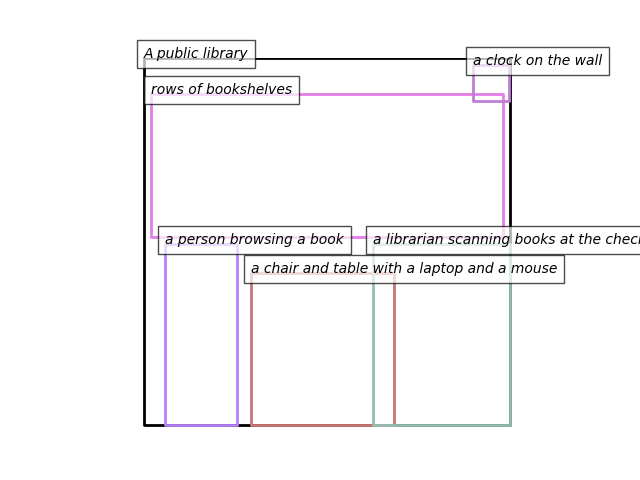 A public library
a clock on the wall
rows of bookshelves
a person browsing a book
a librarian scanning books at the
a chair and table with a laptop and a mouse